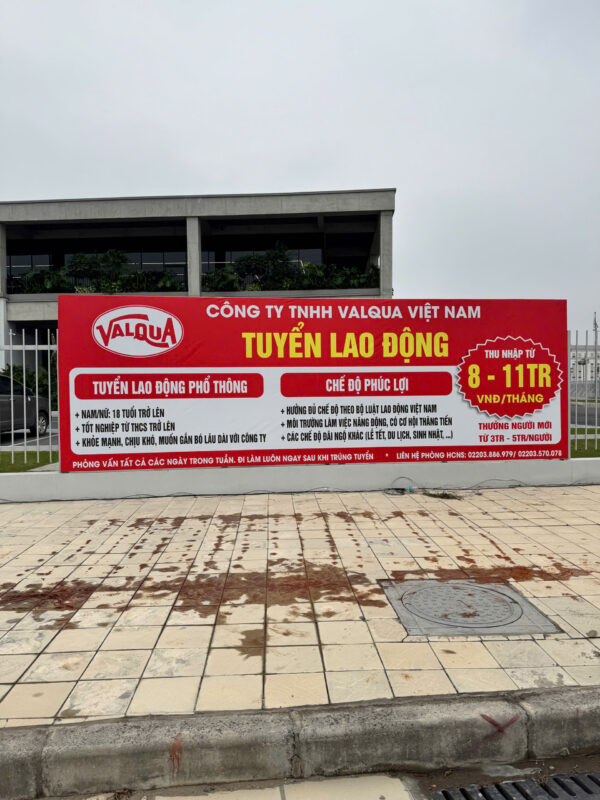 VALQUA
CÔNG TY TNHH VALQUA VIỆT NAM
TUYỂN LAO ĐỘNG
TUYỂN LAO ĐỘNG PHỔ THÔNG
+ NAM/NỮ: 18 TUỔI TRỞ LÊN
+ TỐT NGHIỆP TỪ THCS TRỞ LÊN
+ KHỎE MẠNH, CHỊU KHÓ, MUỐN GẮN BÓ LÂU DÀI VỚI CÔNG TY
CHẾ ĐỘ PHÚC LỢI
+ HƯỞNG ĐỦ CHẾ ĐỘ THEO BỘ LUẬT LAO ĐỘNG VIỆT NAM
+ MÔI TRƯỜNG LÀM VIỆC NĂNG ĐỘNG, CÓ CƠ HỘI THĂNG TIẾN
+ CÁC CHẾ ĐỘ ĐÃI NGỘ KHÁC (LỄ TẾT, DU LỊCH, SINH NHẬT, ...)
THU NHẬP TỪ
8 - 11TR
VNĐ/THÁNG
THƯỞNG NGƯỜI MỚI
TỪ 3TR - 5TR/NGƯỜI
PHỎNG VẤN TẤT CẢ CÁC NGÀY TRONG TUẦN. ĐI LÀM LUÔN NGAY SAU KHI TRÚNG TUYỂN • LIÊN HỆ PHÒNG HCNS: 02203.886.979/ 02203.570.078